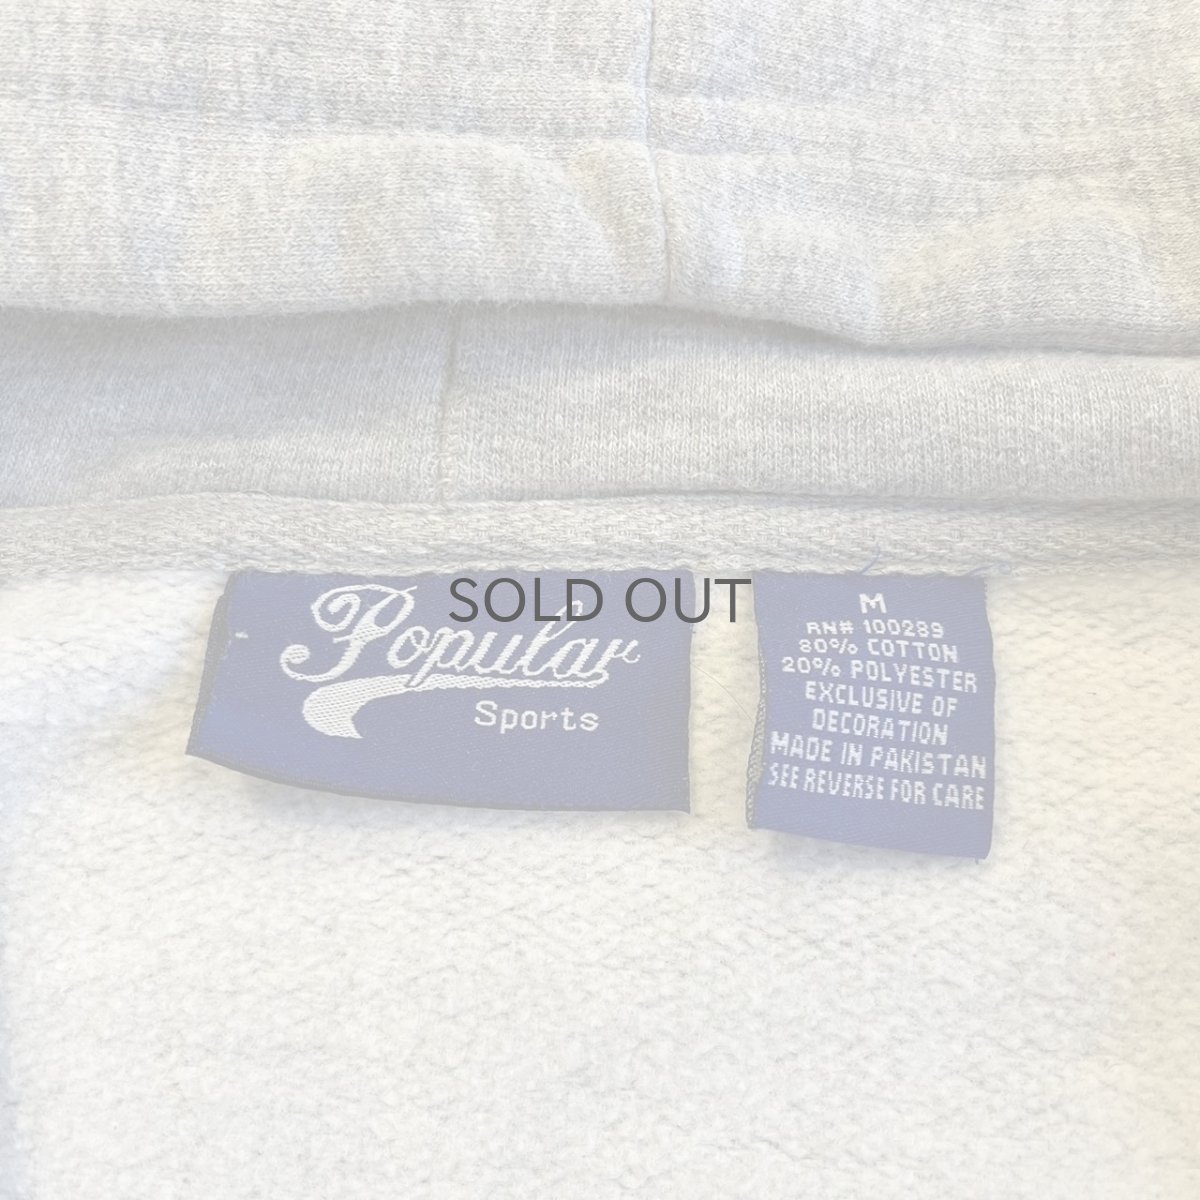 SOLD OUT
Popular
Sports
M
RN# 100289
80% COTTON
20% POLYESTER
EXCLUSIVE OF
DECORATION
MADE IN PAKISTAN
SEE REVERSE FOR CARE